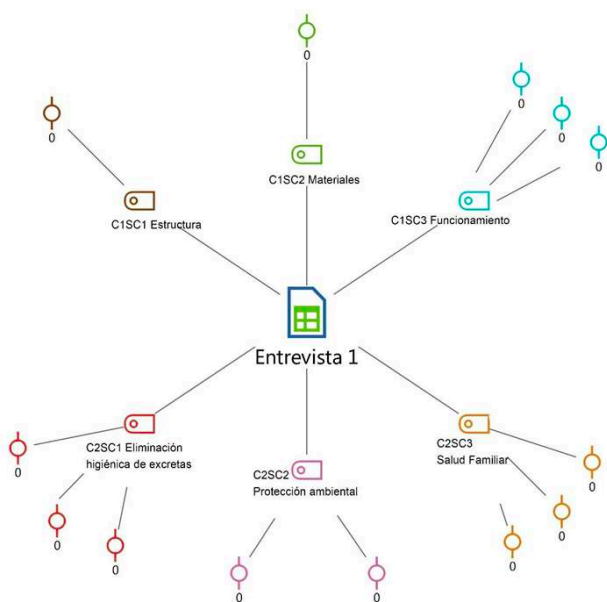 0
0
0
0
0
C1SC2 Materiales
C1SC1 Estructura
C1SC3 Funcionamiento
Entrevista 1
C2SC1 Eliminación
higiénica de excretas
C2SC2
Protección ambiental
C2SC3
Salud Familiar
0
0
0
0
0
0
0
0